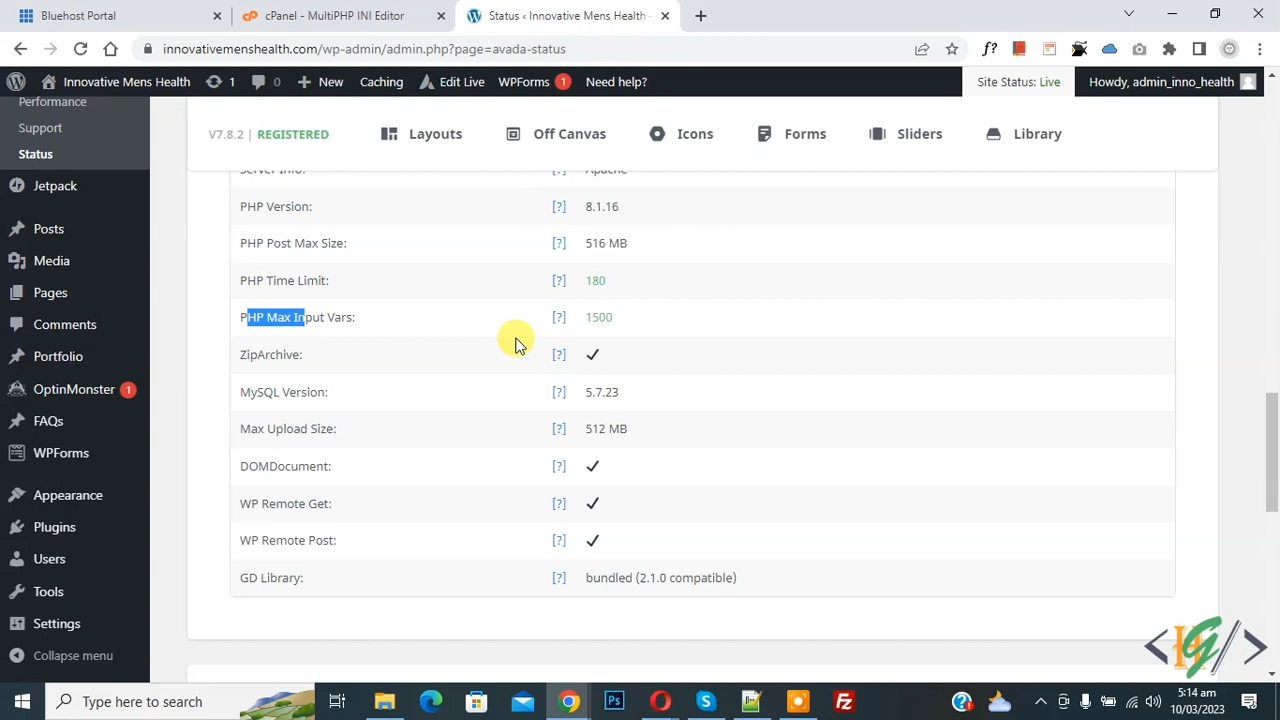 Bluehost Portal
cPanel - MultiPHP INI Editor
Status ‹ Innovative Mens Health -
innovativemenshealth.com/wp-admin/admin.php?page=avada-status
f?
Innovative Mens Health 1 0 New Caching Edit Live WPForms 1 Need help? Site Status: Live Howdy, admin_inno_health
Performance
Support
Status
Jetpack
Posts
Media
Pages
Comments
Portfolio
OptinMonster 1
FAQs
WPForms
Appearance
Plugins
Users
Tools
Settings
Collapse menu
V7.8.2 | REGISTERED Layouts Off Canvas Icons Forms Sliders Library
Server Info: [?] Apache
PHP Version: [?] 8.1.16
PHP Post Max Size: [?] 516 MB
PHP Time Limit: [?] 180
PHP Max Input Vars: [?] 1500
ZipArchive: [?] ✔
MySQL Version: [?] 5.7.23
Max Upload Size: [?] 512 MB
DOMDocument: [?] ✔
WP Remote Get: [?] ✔
WP Remote Post: [?] ✔
GD Library: [?] bundled (2.1.0 compatible)
Type here to search
Ps
Fz
5:14 am
10/03/2023